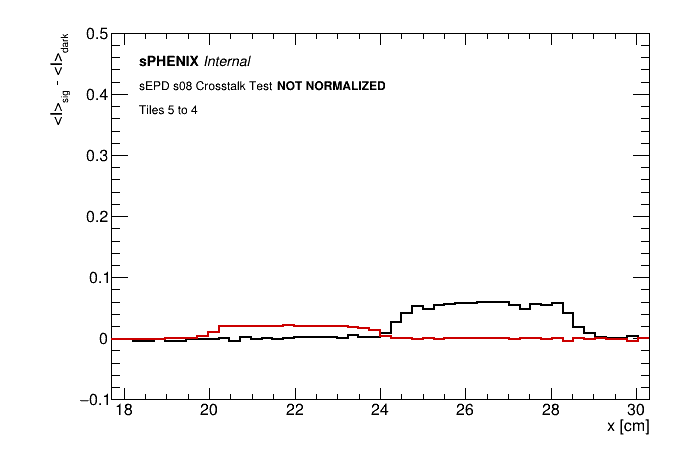 0.5
<I>sig - <I>dark
sPHENIX Internal
sEPD s08 Crosstalk Test NOT NORMALIZED
0.4
Tiles 5 to 4
0.3
0.2
0.1
0
−0.1
18 20 22 24 26 28 30
x [cm]